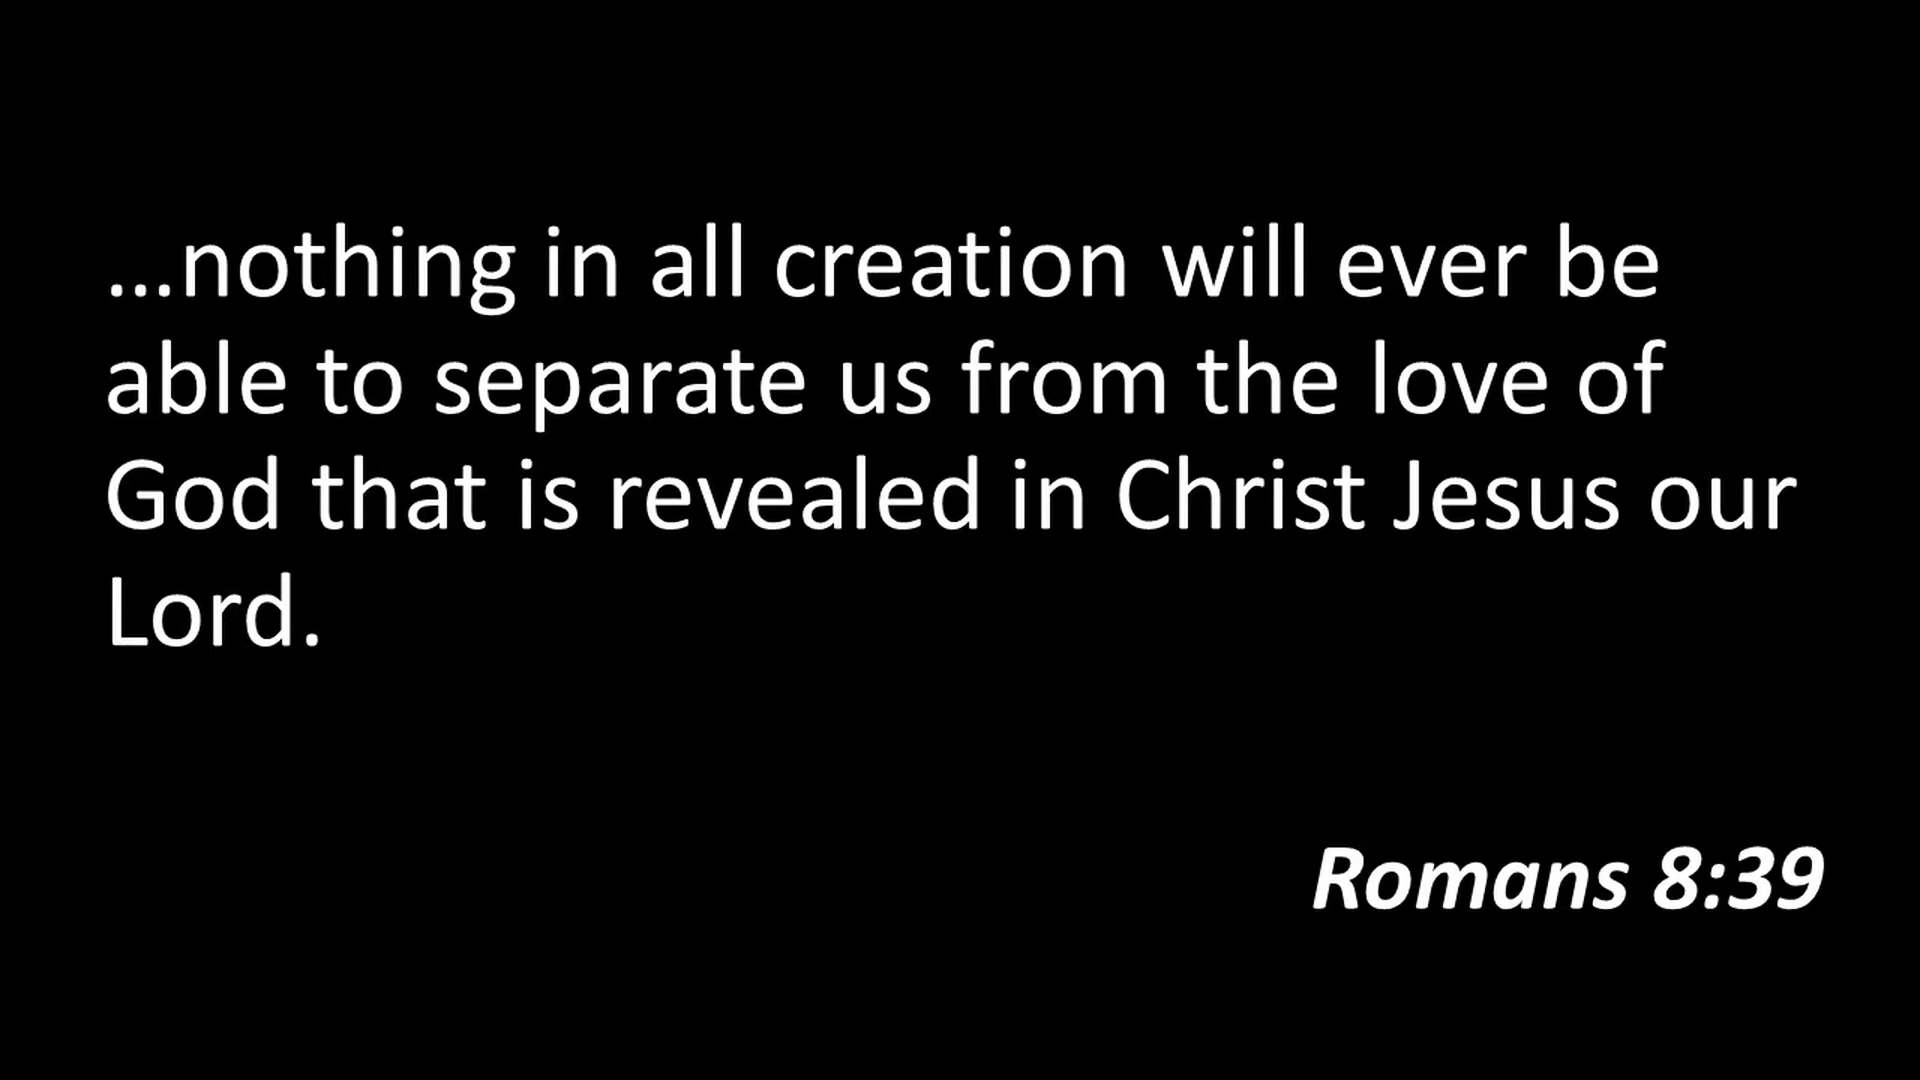 ...nothing in all creation will ever be
able to separate us from the love of
God that is revealed in Christ Jesus our
Lord.
Romans 8:39